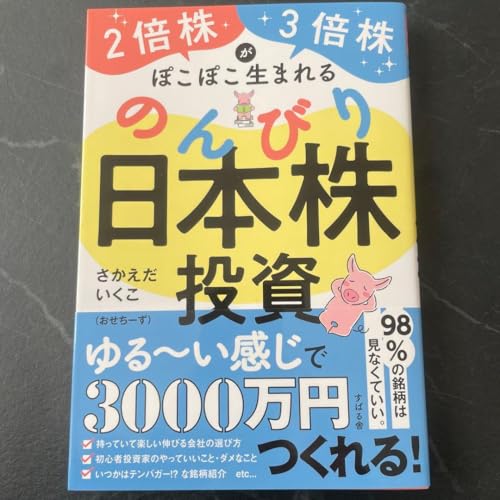 2倍株 3倍株
が
ぽこぽこ生まれる
のんびり
日本株
投資
さかえだ
いくこ
(おせちーず)
98%の銘柄は
見なくていい。
ゆる〜い感じで
3000万円
つくれる!
すばる舎
持っていて楽しい伸びる会社の選び方
初心者投資家のやっていいこと・ダメなこと
いつかはテンバガー!? な銘柄紹介 etc...